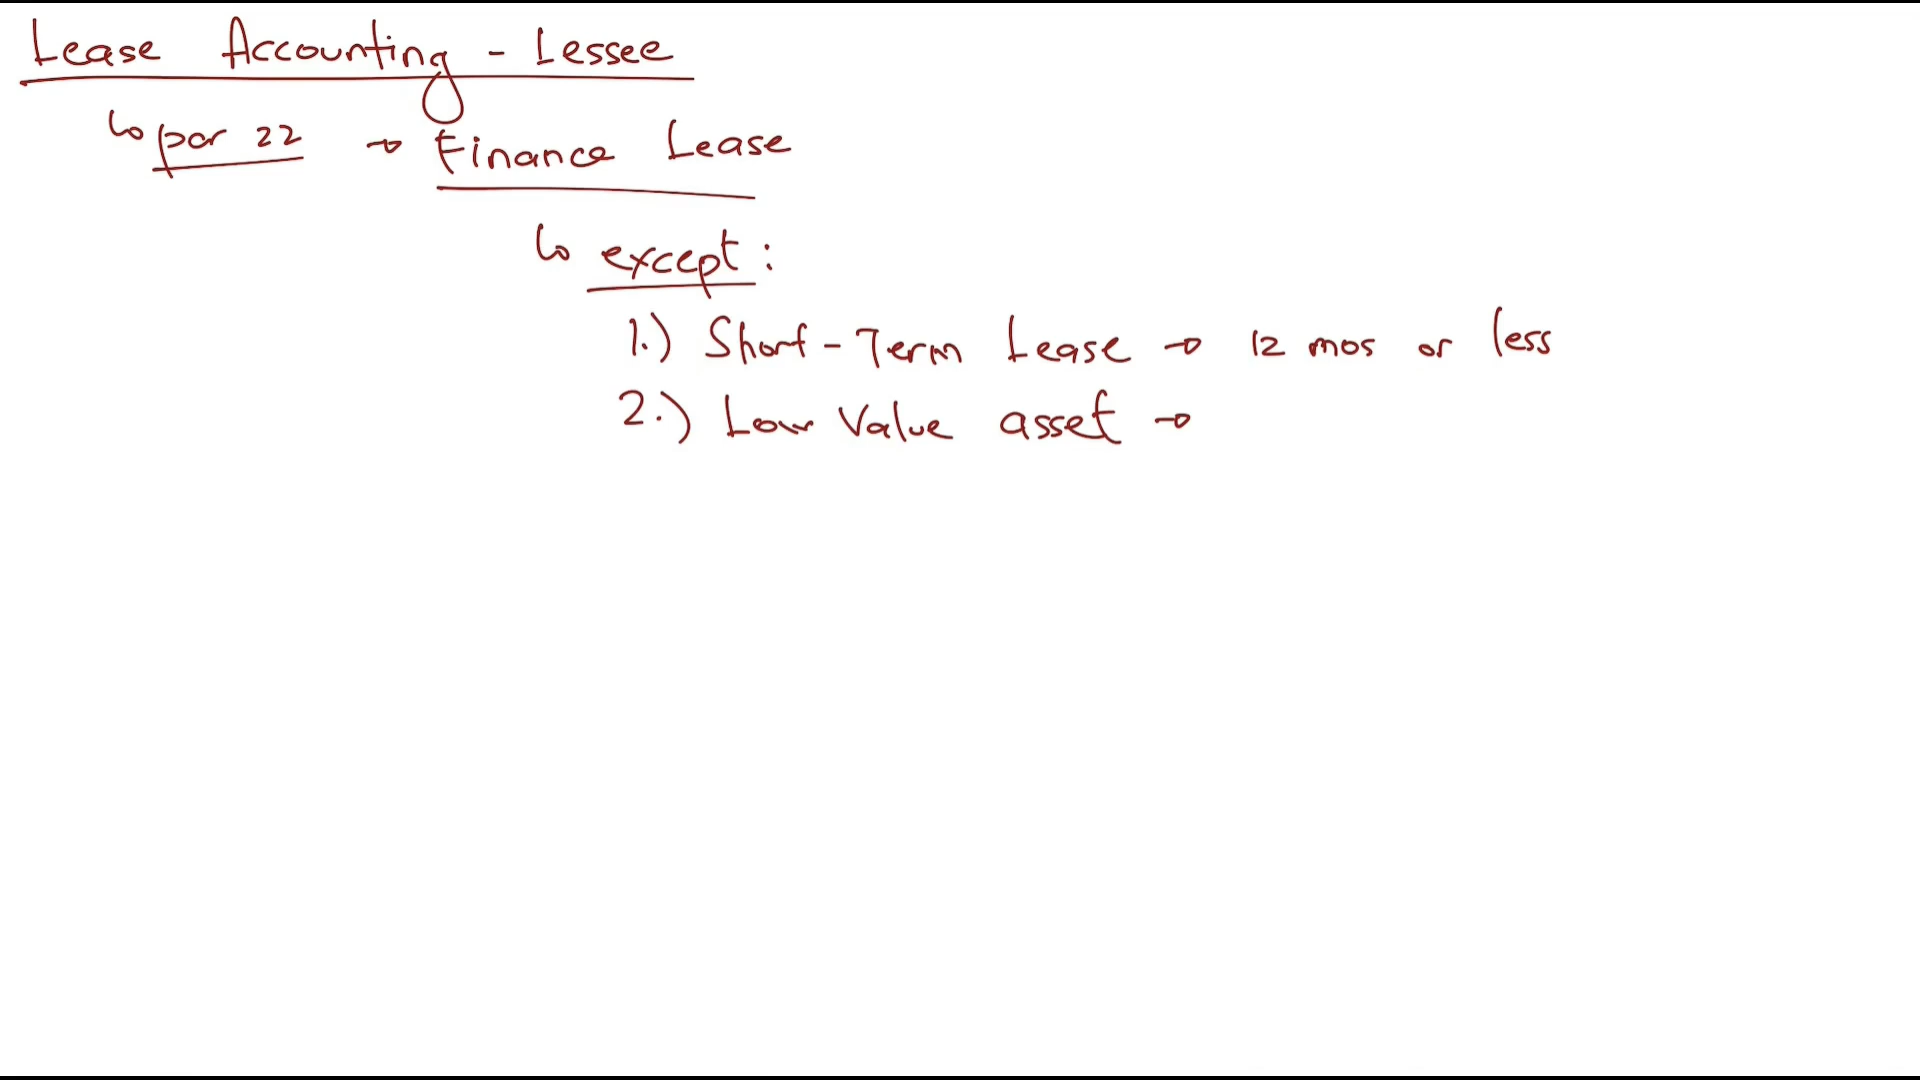 Lease Accounting - Lessee
↳ par 22 → Finance Lease
↳ except:
1.) Short-Term Lease → 12 mos or less
2.) Low Value asset →